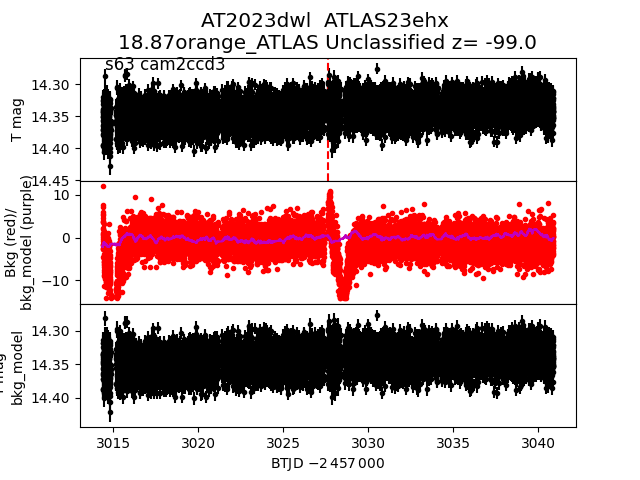 AT2023dwl  ATLAS23ehx
18.87orange_ATLAS Unclassified z= -99.0
s63 cam2ccd3
T mag
14.30
14.35
14.40
14.45
Bkg (red)/
bkg_model (purple)
10
0
−10
bkg_model
14.30
14.35
14.40
3015
3020
3025
3030
3035
3040
BTJD −2 457 000